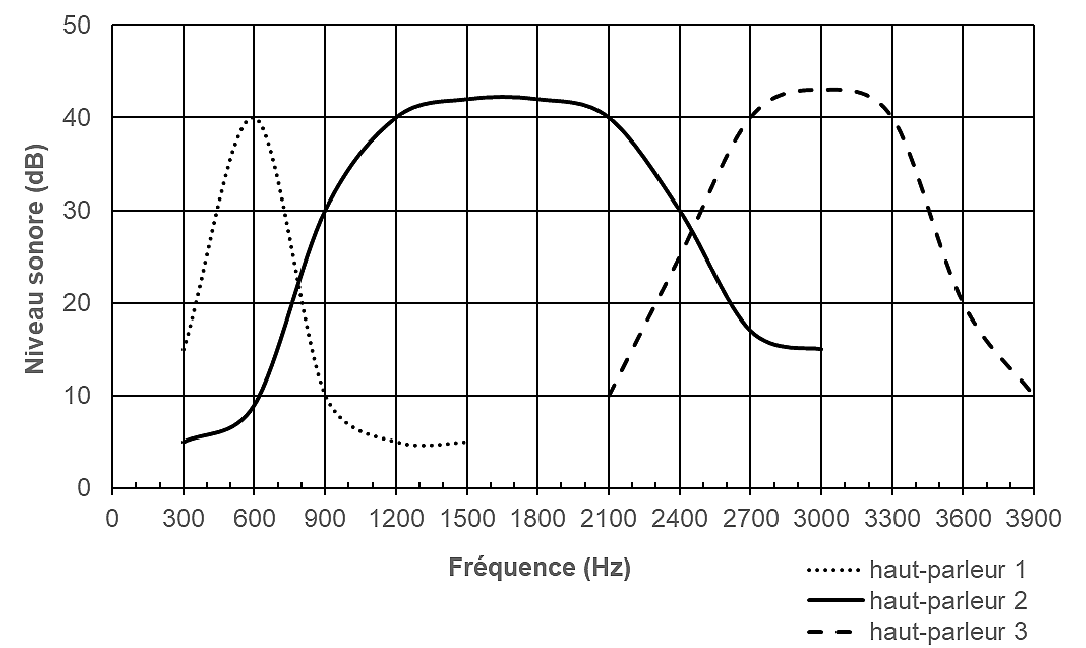 50
40
30
20
10
0
Niveau sonore (dB)
0 300 600 900 1200 1500 1800 2100 2400 2700 3000 3300 3600 3900
Fréquence (Hz)
haut-parleur 1
haut-parleur 2
haut-parleur 3